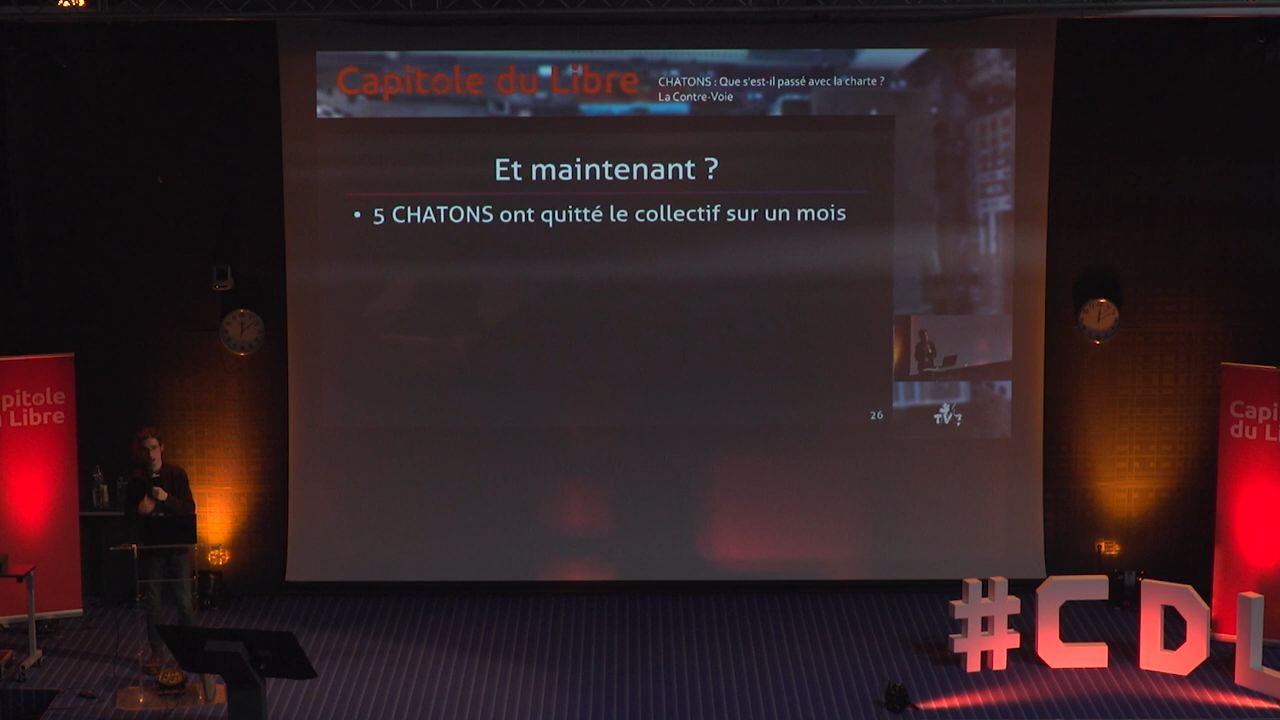 Capitole du Libre
CHATONS : Que s'est-il passé avec la charte ?
La Contre-Voie
Et maintenant ?
• 5 CHATONS ont quitté le collectif sur un mois
26
pitole
u Libre
Capi
du L
#CDL